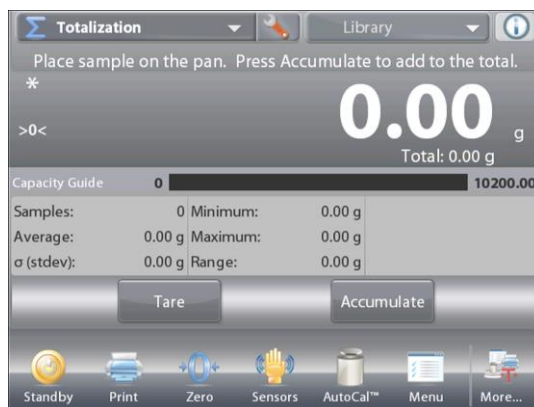 Σ Totalization Library
Place sample on the pan. Press Accumulate to add to the total.
*
0.00 g
>0<
Total: 0.00 g
Capacity Guide 0 10200.00
Samples: 0 Minimum: 0.00 g
Average: 0.00 g Maximum: 0.00 g
σ (stdev): 0.00 g Range: 0.00 g
Tare Accumulate
Standby Print Zero Sensors AutoCal™ Menu More...